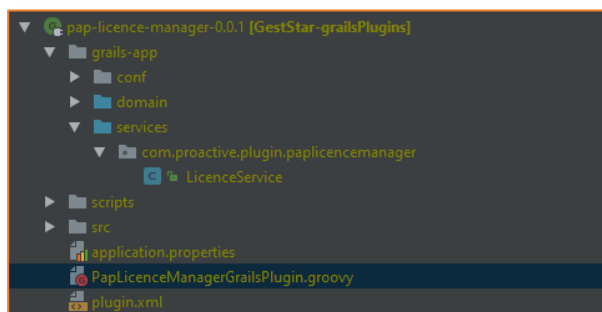 pap-licence-manager-0.0.1 [GestStar-grailsPlugins]
grails-app
conf
domain
services
com.proactive.plugin.paplicencemanager
LicenceService
scripts
src
application.properties
PapLicenceManagerGrailsPlugin.groovy
plugin.xml